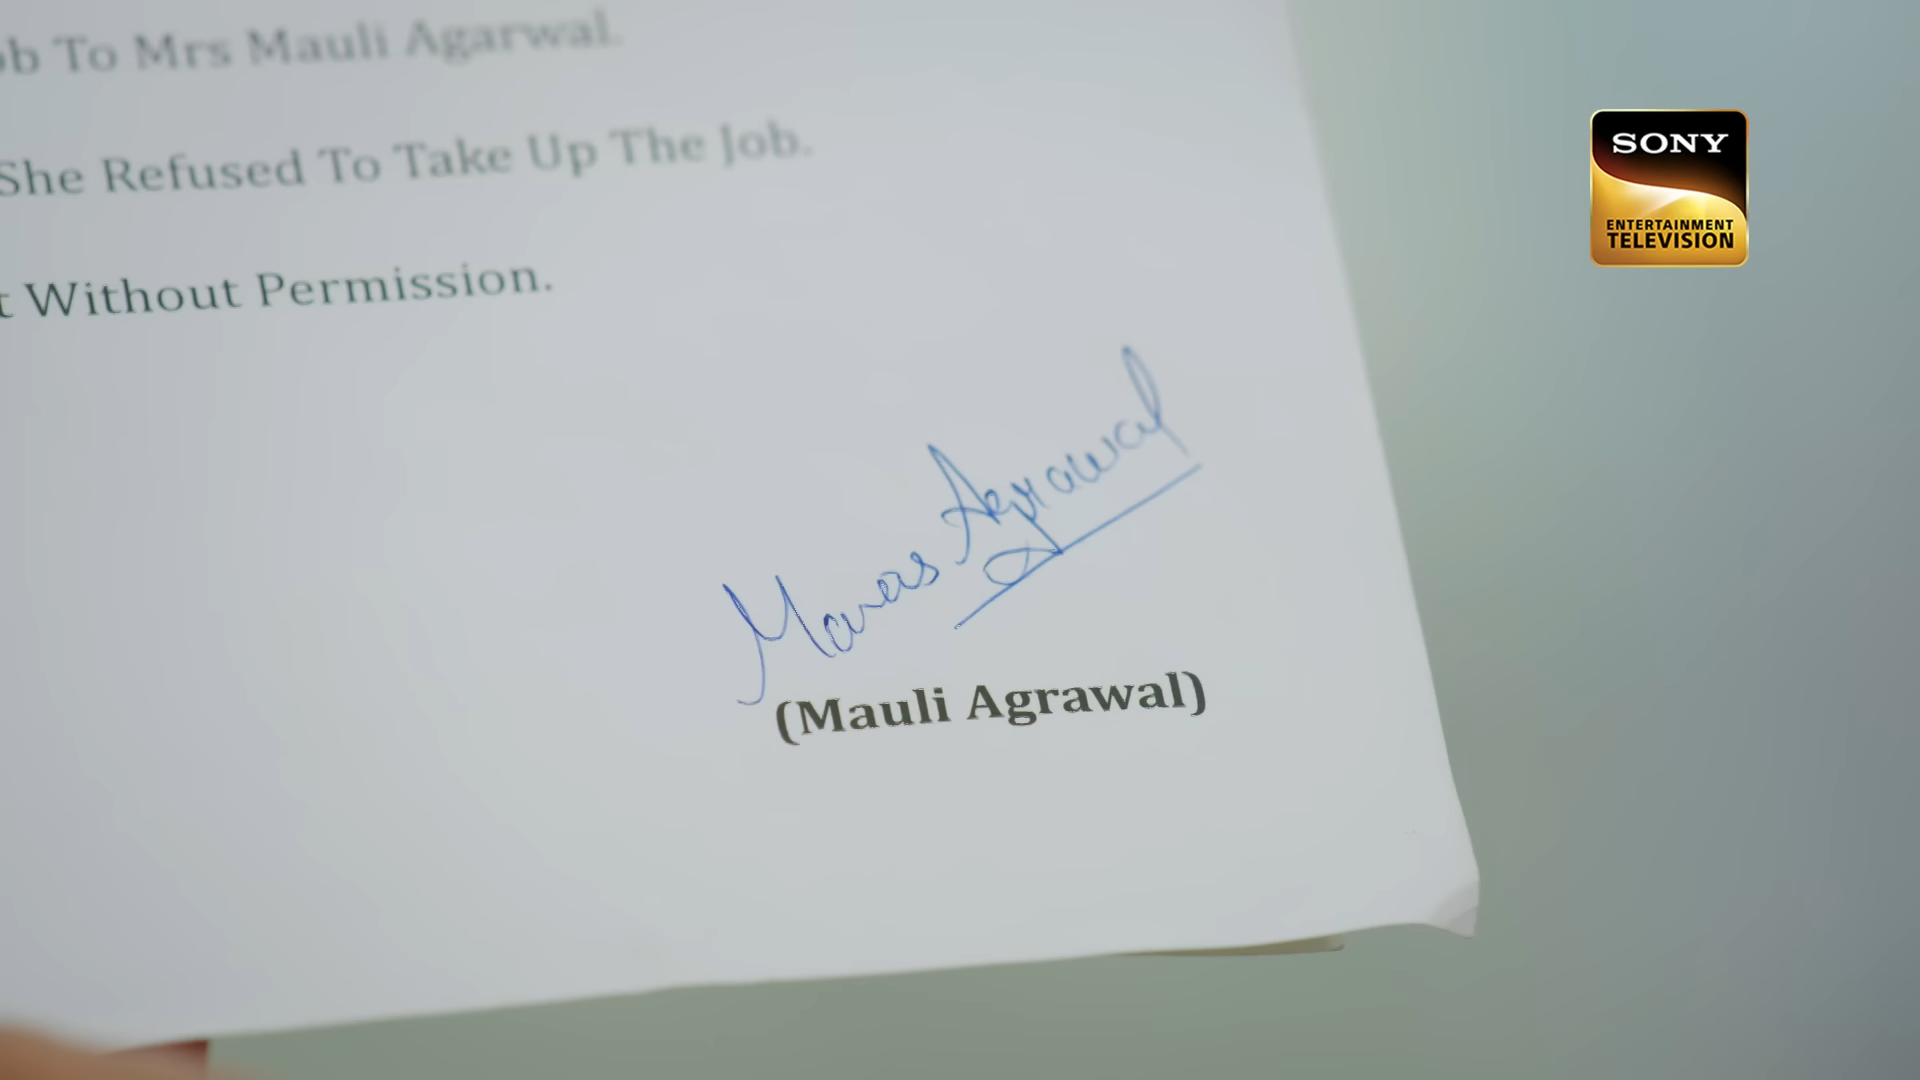 ob To Mrs Mauli Agarwal.
She Refused To Take Up The Job.
t Without Permission.
Manas Agrawal
(Mauli Agrawal)
SONY
ENTERTAINMENT
TELEVISION